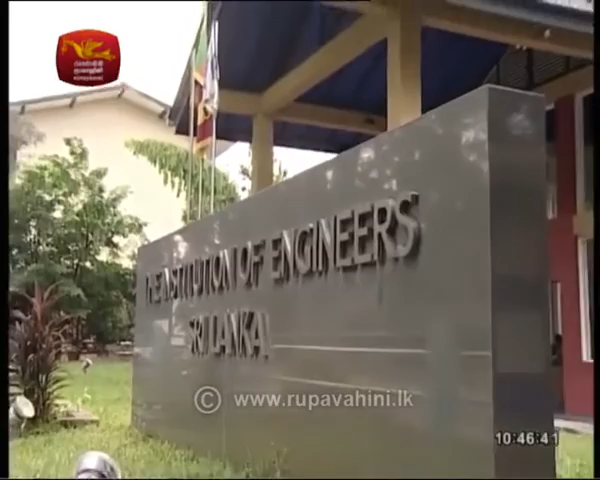 THE INSTITUTION OF ENGINEERS
SRI LANKA
© www.rupavahini.lk
10:46:41